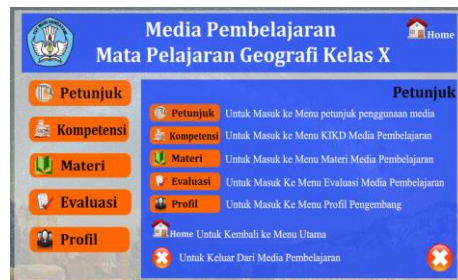 Media Pembelajaran
Home
Mata Pelajaran Geografi Kelas X
Petunjuk
Kompetensi
Materi
Evaluasi
Profil
Petunjuk
Petunjuk Untuk Masuk ke Menu petunjuk penggunaan media
Kompetensi Untuk Masuk ke Menu KIKD Media Pembelajaran
Materi Untuk Masuk ke Menu Materi Media Pembelajaran
Evaluasi Untuk Masuk Ke Menu Evaluasi Media Pembelajaran
Profil Untuk Masuk Ke Menu Profil Pengembang
Home Untuk Kembali ke Menu Utama
Untuk Keluar Dari Media Pembelajaran